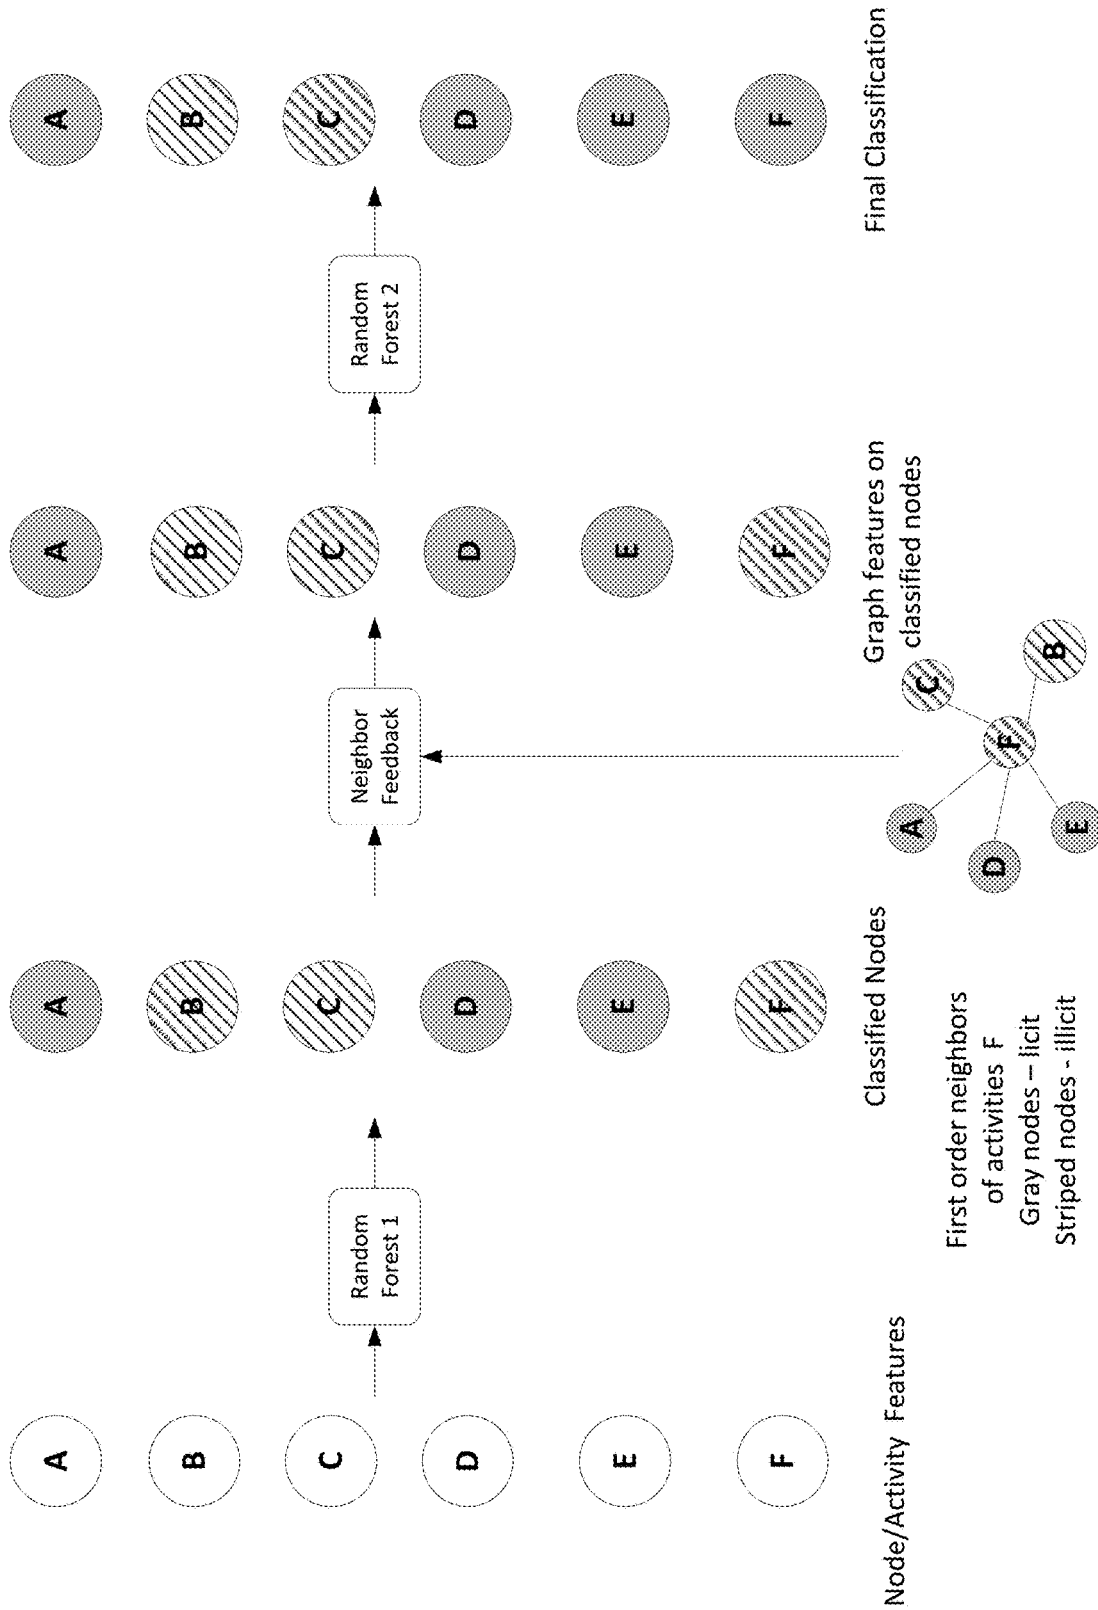 A
B
C
D
E
F
Node/Activity Features
Random
Forest 1
A
B
C
D
E
F
Classified Nodes
Neighbor
Feedback
First order neighbors
of activities F
Gray nodes – licit
Striped nodes - illicit
A
D
E
F
C
B
A
B
C
D
E
F
Graph features on
classified nodes
Random
Forest 2
A
B
C
D
E
F
Final Classification